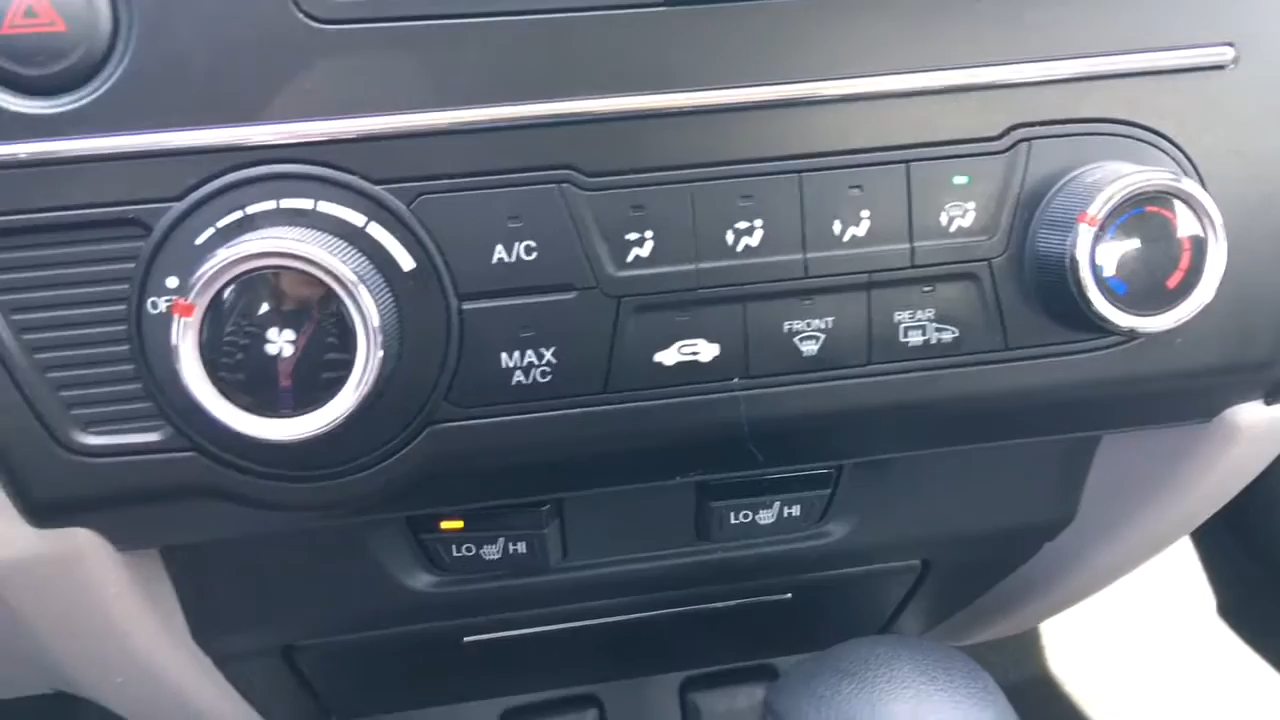 OFF
A/C
MAX
A/C
FRONT
REAR
LO HI
LO HI